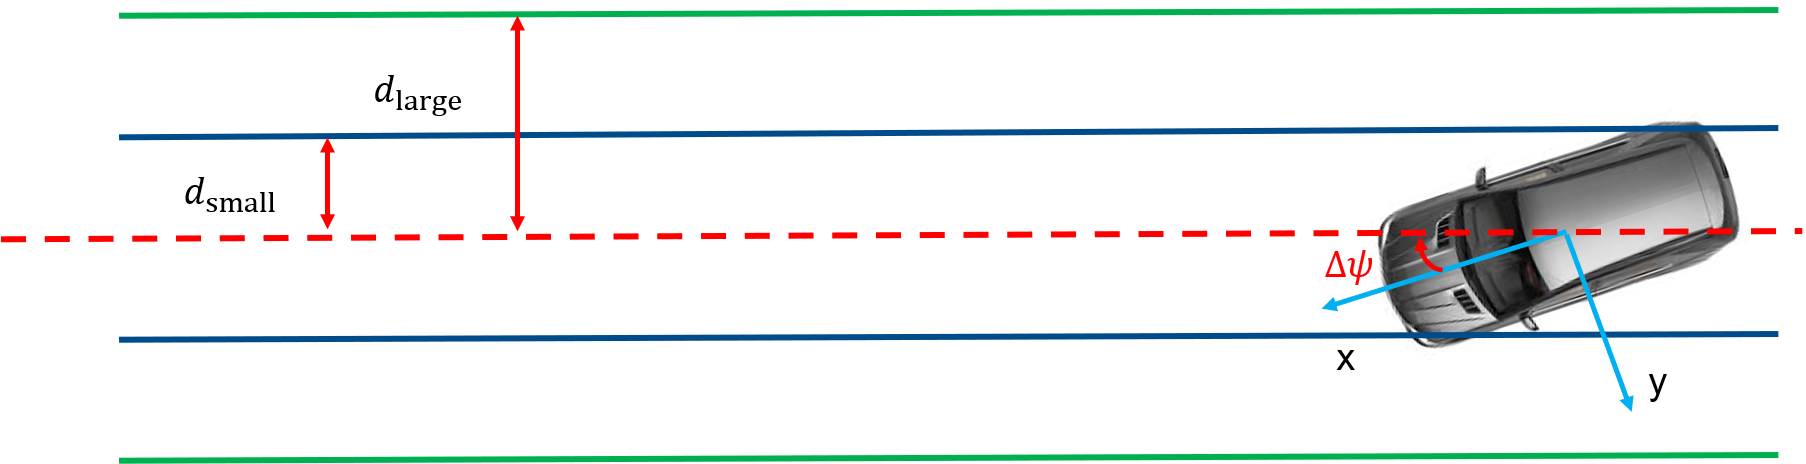 d_large
d_small
Δψ
x
y